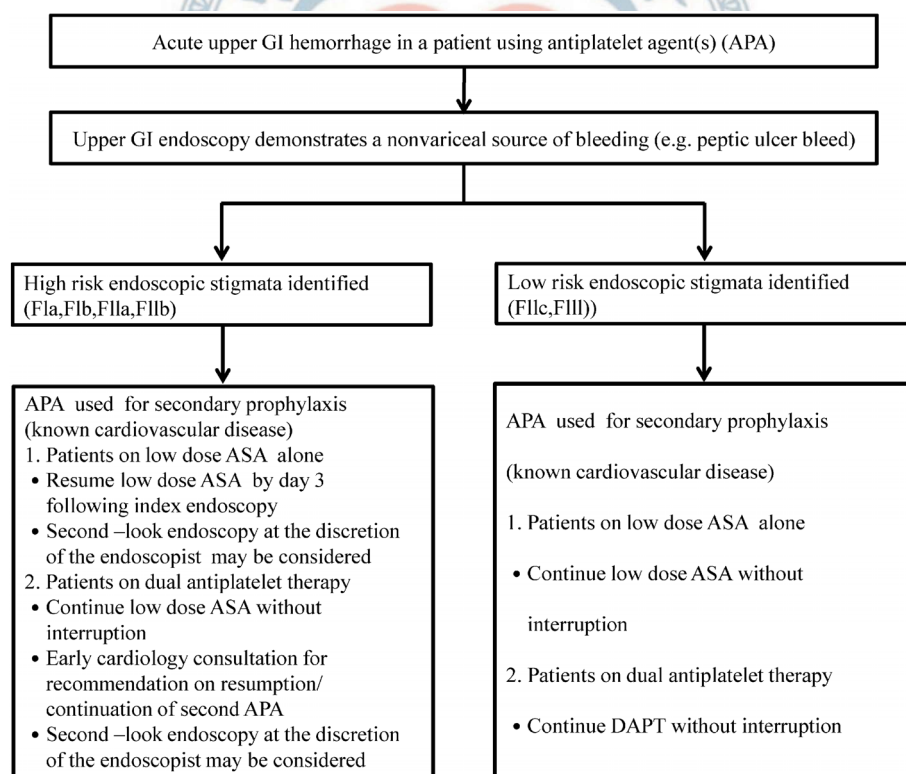 Acute upper GI hemorrhage in a patient using antiplatelet agent(s) (APA)
Upper GI endoscopy demonstrates a nonvariceal source of bleeding (e.g. peptic ulcer bleed)
High risk endoscopic stigmata identified
(Fla,Flb,Flla,Fllb)
APA used for secondary prophylaxis
(known cardiovascular disease)
1. Patients on low dose ASA alone
• Resume low dose ASA by day 3
following index endoscopy
• Second –look endoscopy at the discretion
of the endoscopist may be considered
2. Patients on dual antiplatelet therapy
• Continue low dose ASA without
interruption
• Early cardiology consultation for
recommendation on resumption/
continuation of second APA
• Second –look endoscopy at the discretion
of the endoscopist may be considered
Low risk endoscopic stigmata identified
(Fllc,Flll))
APA used for secondary prophylaxis
(known cardiovascular disease)
1. Patients on low dose ASA alone
• Continue low dose ASA without
interruption
2. Patients on dual antiplatelet therapy
• Continue DAPT without interruption